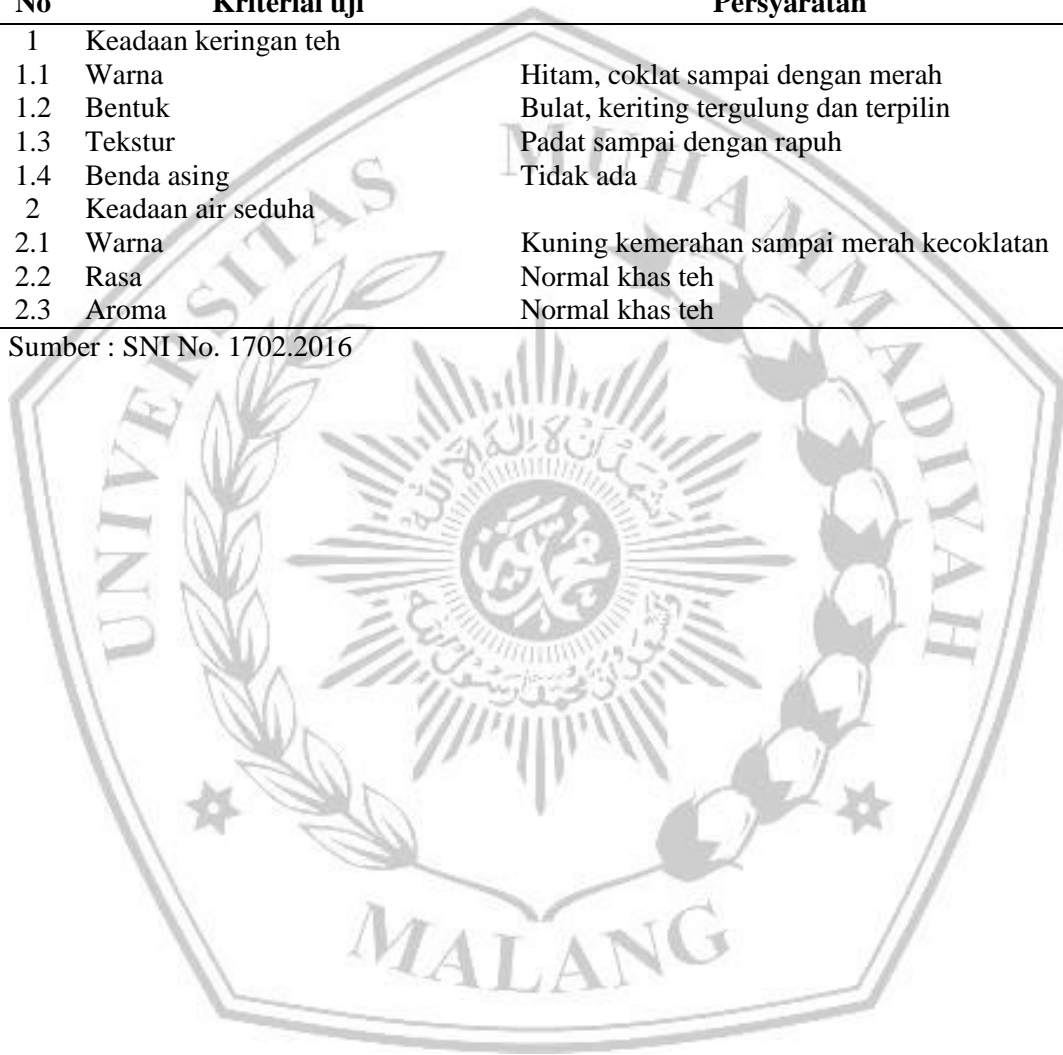 No Kriterial uji Persyaratan
1 Keadaan keringan teh
1.1 Warna Hitam, coklat sampai dengan merah
1.2 Bentuk Bulat, keriting tergulung dan terpilin
1.3 Tekstur Padat sampai dengan rapuh
1.4 Benda asing Tidak ada
2 Keadaan air seduha
2.1 Warna Kuning kemerahan sampai merah kecoklatan
2.2 Rasa Normal khas teh
2.3 Aroma Normal khas teh
Sumber : SNI No. 1702.2016
UNIVERSITAS MUHAMMADIYAH
MALANG